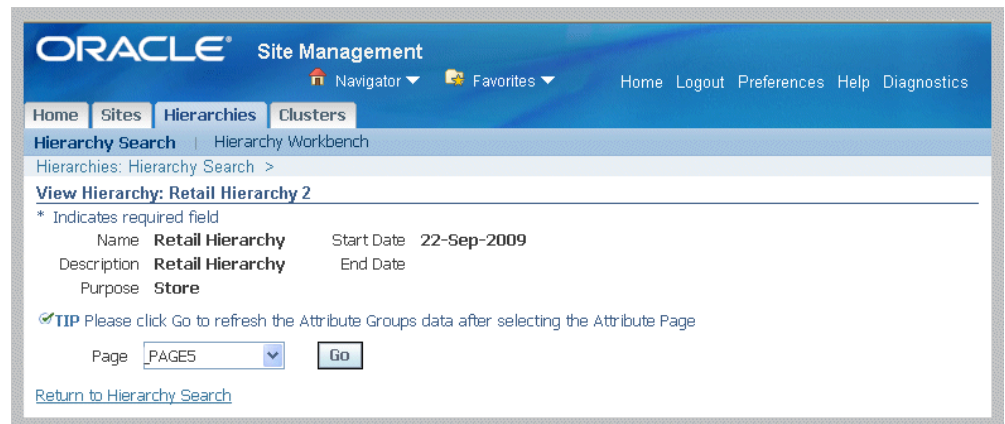 ORACLE® Site Management
Navigator Favorites Home Logout Preferences Help Diagnostics
Home Sites Hierarchies Clusters
Hierarchy Search | Hierarchy Workbench
Hierarchies: Hierarchy Search >
View Hierarchy: Retail Hierarchy 2
* Indicates required field
Name Retail Hierarchy Start Date 22-Sep-2009
Description Retail Hierarchy End Date
Purpose Store
TIP Please click Go to refresh the Attribute Groups data after selecting the Attribute Page
Page _PAGE5 Go
Return to Hierarchy Search